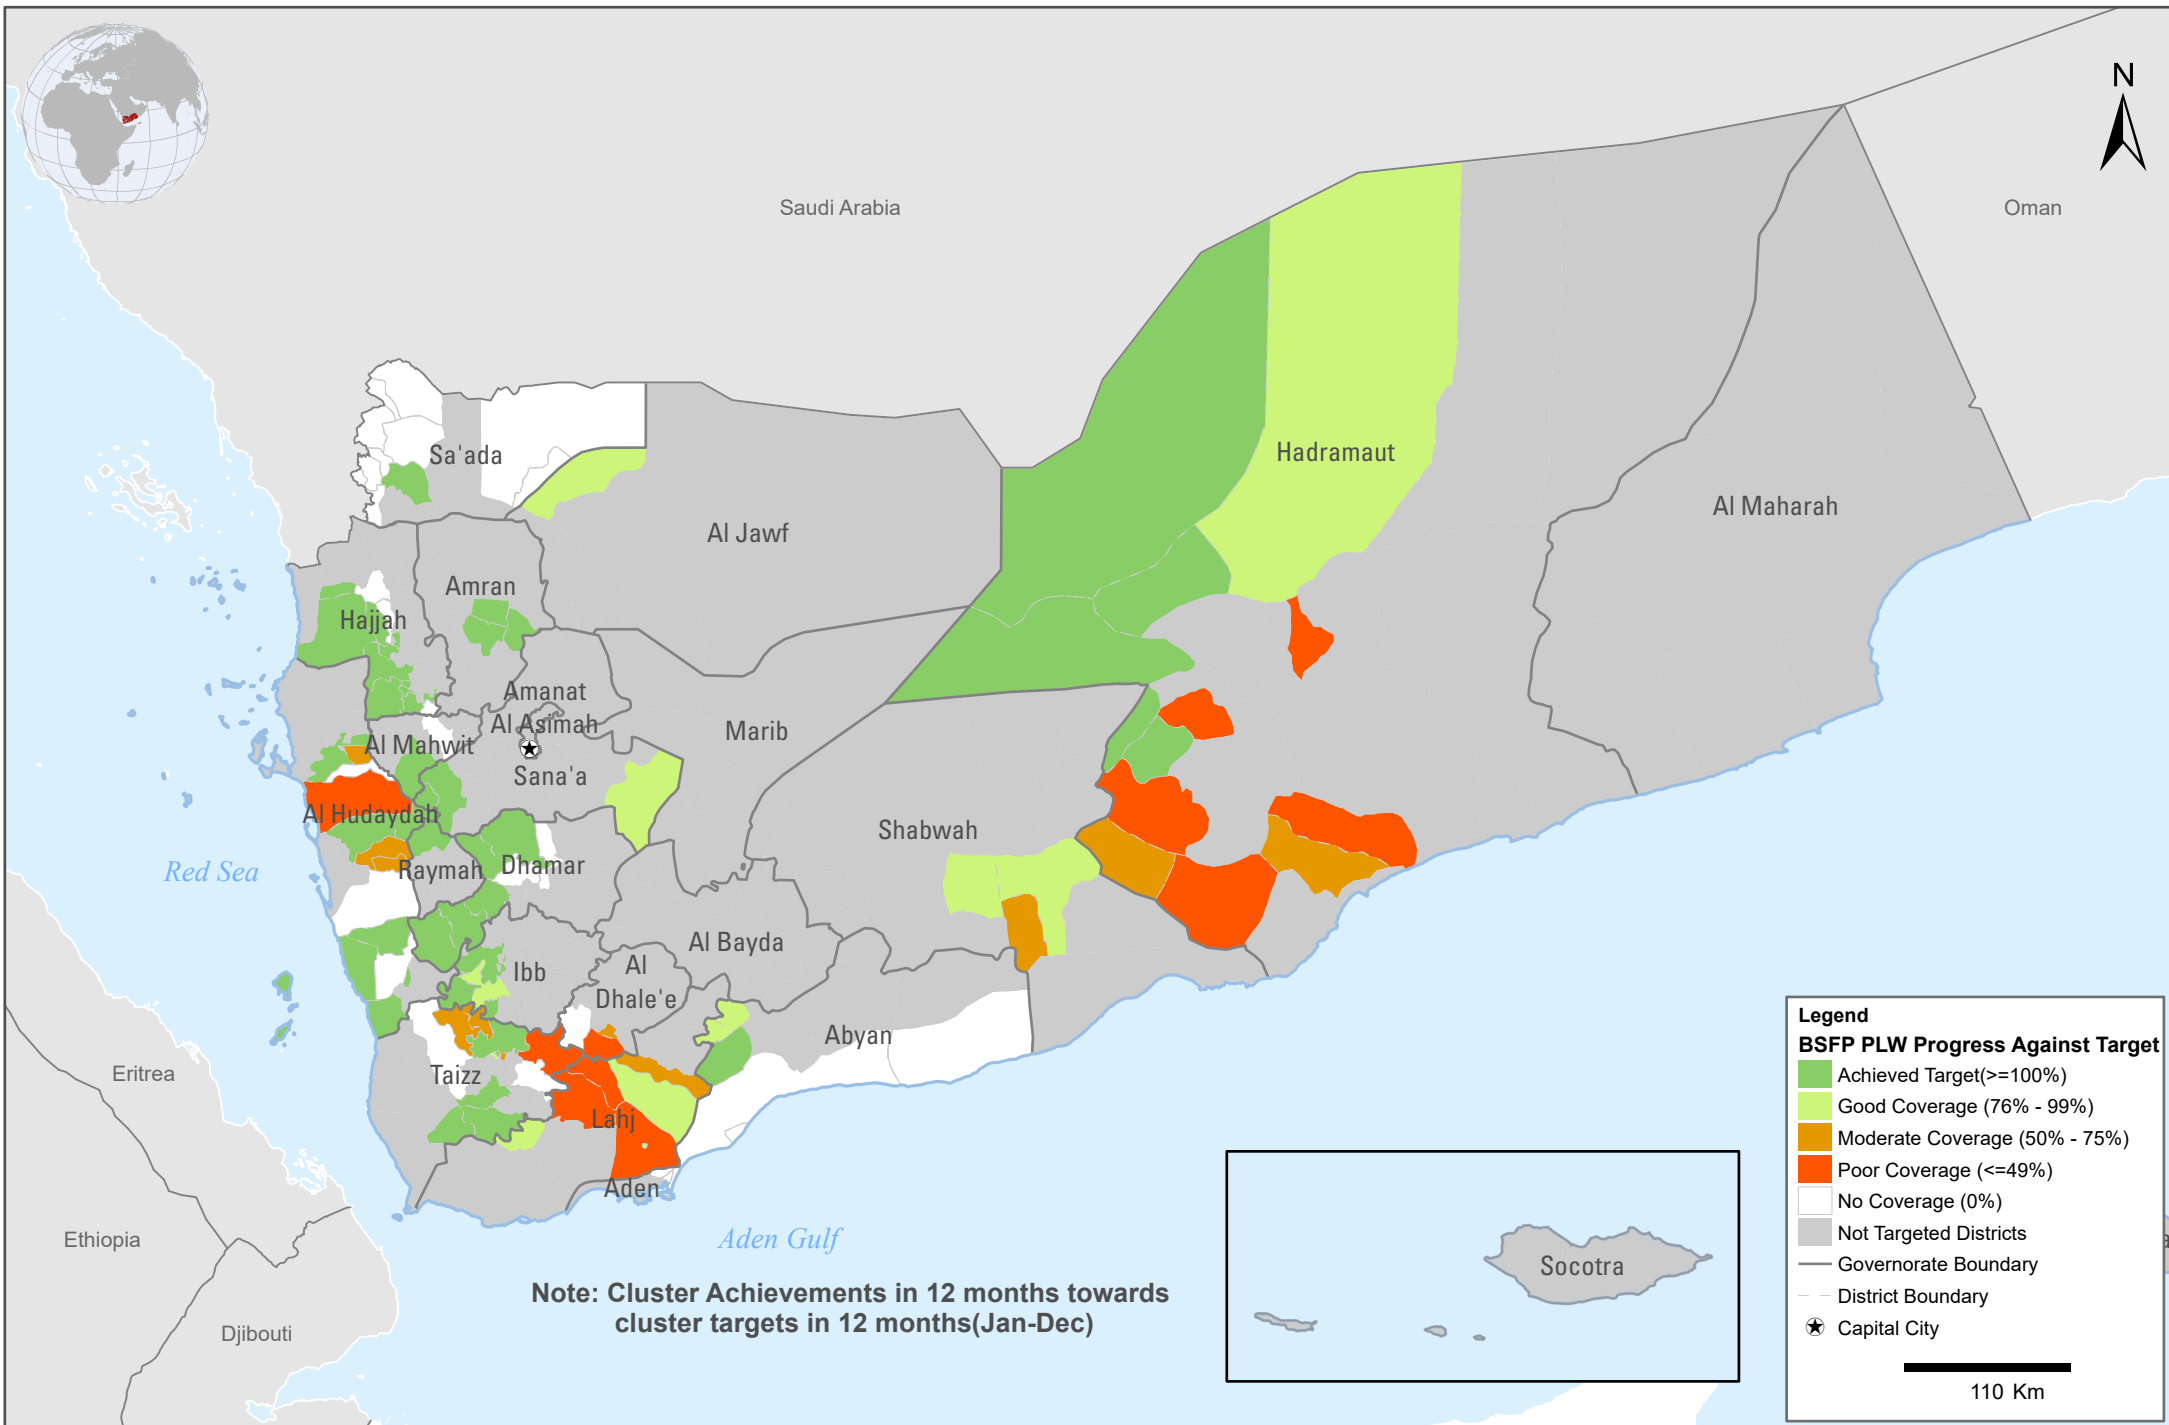 N
Saudi Arabia
Oman
Hadramaut
Sa'ada
Al Maharah
Al Jawf
Amran
Hajjah
Amanat
Al Asimah
Marib
Al Mahwit
Sana'a
Al Hudaydah
Shabwah
Red Sea
Raymah
Dhamar
Al Bayda
Ibb
Al
Dhale'e
Abyan
Eritrea
Taizz
Lahj
Aden
Ethiopia
Aden Gulf
Socotra
Djibouti
Note: Cluster Achievements in 12 months towards
cluster targets in 12 months(Jan-Dec)
Legend
BSFP PLW Progress Against Target
Achieved Target(>=100%)
Good Coverage (76% - 99%)
Moderate Coverage (50% - 75%)
Poor Coverage (<=49%)
No Coverage (0%)
Not Targeted Districts
Governorate Boundary
District Boundary
Capital City
110 Km